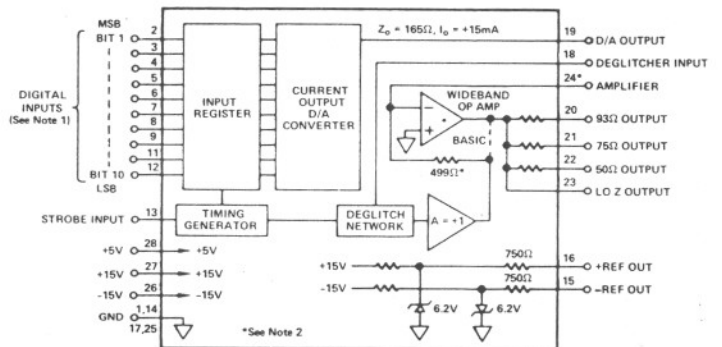 MSB
BIT 1
2
3
4
5
6
7
8
9
11
12
BIT 10
LSB
DIGITAL
INPUTS
(See Note 1)
INPUT
REGISTER
CURRENT
OUTPUT
D/A
CONVERTER
Zo = 165Ω, Io = +15mA
19 D/A OUTPUT
18 DEGLITCHER INPUT
24* AMPLIFIER
WIDEBAND
OP AMP
BASIC
499Ω*
20 93Ω OUTPUT
21 75Ω OUTPUT
22 50Ω OUTPUT
23 LO Z OUTPUT
STROBE INPUT 13
TIMING
GENERATOR
DEGLITCH
NETWORK
A = +1
+5V 28 +5V
+15V 27 +15V
-15V 26 -15V
GND 1,14
17,25
*See Note 2
+15V 750Ω 16 +REF OUT
-15V 750Ω 15 -REF OUT
6.2V 6.2V